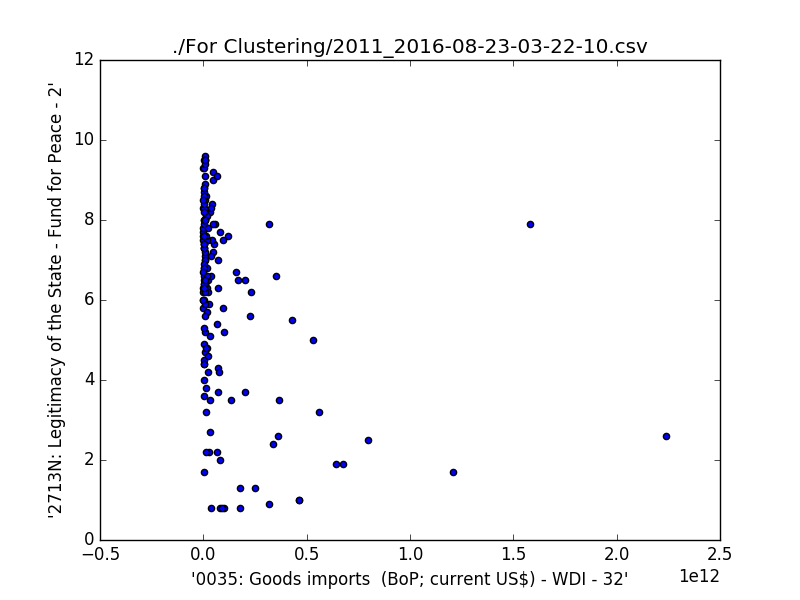 ./For Clustering/2011_2016-08-23-03-22-10.csv
12
10
8
6
4
2
0
'2713N: Legitimacy of the State - Fund for Peace - 2'
−0.5 0.0 0.5 1.0 1.5 2.0 2.5
1e12
'0035: Goods imports  (BoP; current US$) - WDI - 32'